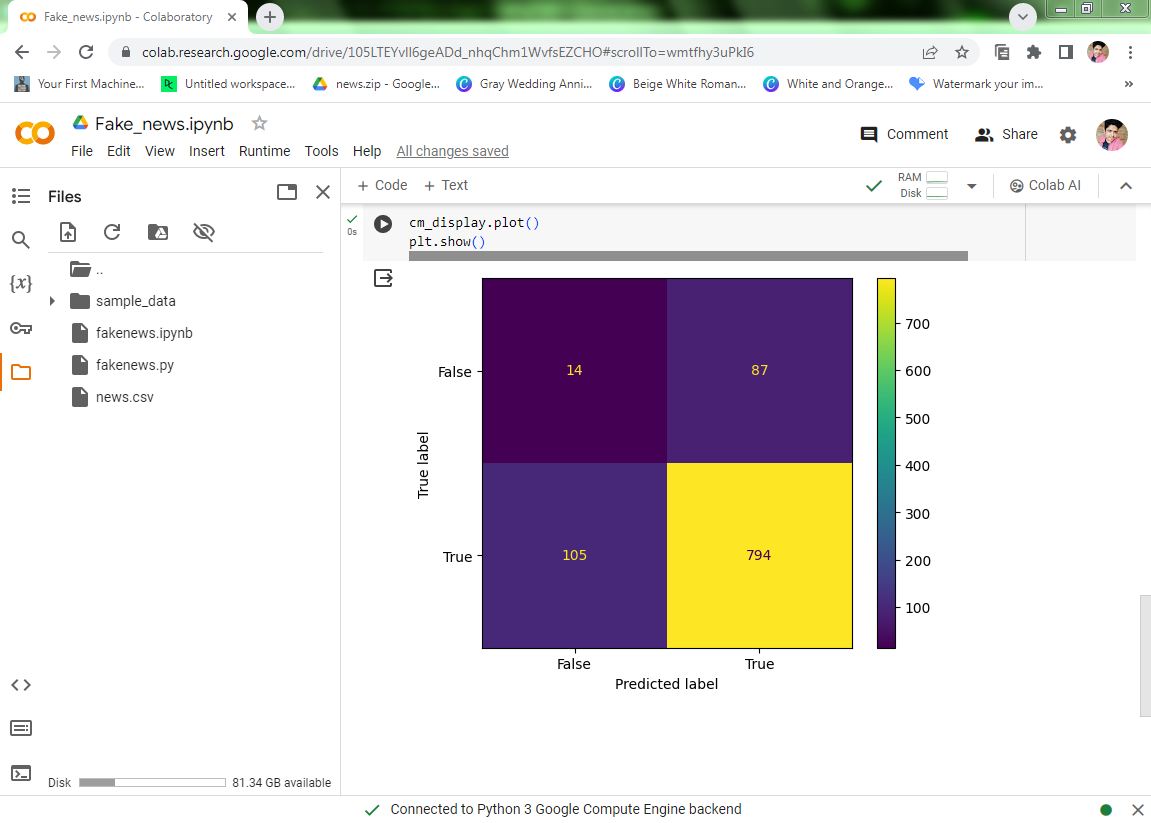 Fake_news.ipynb - Colaboratory
colab.research.google.com/drive/105LTEYvll6geADd_nhqChm1WvfsEZCHO#scrollTo=wmtfhy3uPkI6
Your First Machine... Untitled workspace... news.zip - Google... Gray Wedding Anni... Beige White Roman... White and Orange... Watermark your im... »
Fake_news.ipynb
Comment Share
File Edit View Insert Runtime Tools Help All changes saved
Files
+ Code + Text
RAM
Disk
Colab AI
0s
cm_display.plot()
plt.show()
{x}
..
sample_data
fakenews.ipynb
fakenews.py
news.csv
True label
False
True
14 87
105 794
False True
Predicted label
700
600
500
400
300
200
100
Disk 81.34 GB available
Connected to Python 3 Google Compute Engine backend